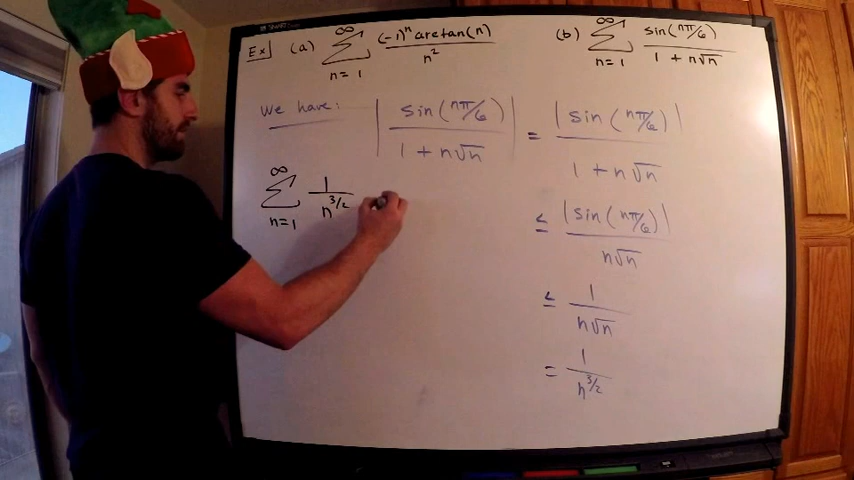 Ex (a) ∞ Σ n=1 (-1)^n arctan(n) / n^2 (b) ∞ Σ n=1 sin(nπ/6) / 1 + n√n
We have: | sin(nπ/6) / 1 + n√n | = |sin(nπ/6)| / 1 + n√n
∞ Σ n=1 1 / n^3/2
≤ |sin(nπ/6)| / n√n
≤ 1 / n√n
= 1 / n^3/2